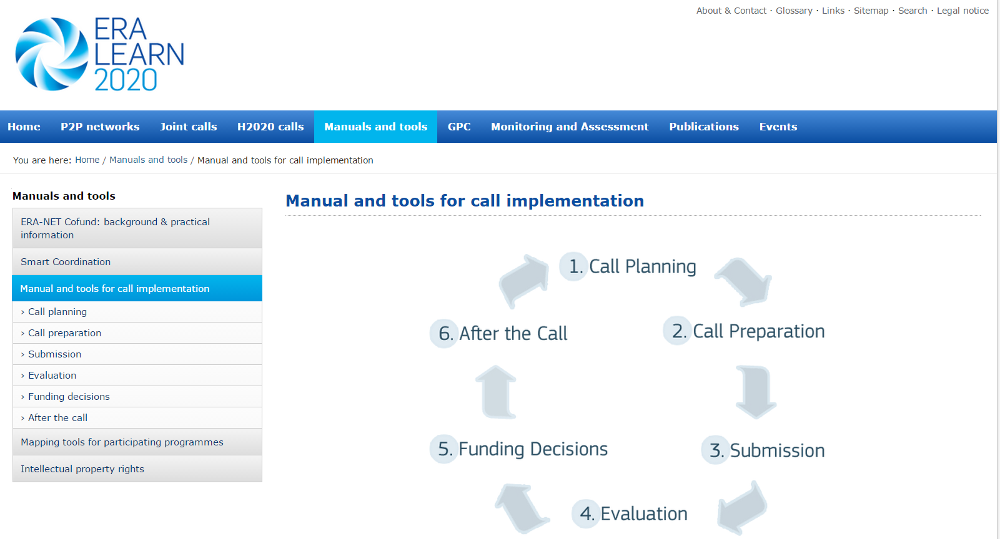 About & Contact · Glossary · Links · Sitemap · Search · Legal notice
ERA
LEARN
2020
Home P2P networks Joint calls H2020 calls Manuals and tools GPC Monitoring and Assessment Publications Events
You are here: Home / Manuals and tools / Manual and tools for call implementation
Manuals and tools
ERA-NET Cofund: background & practical
information
Smart Coordination
Manual and tools for call implementation
› Call planning
› Call preparation
› Submission
› Evaluation
› Funding decisions
› After the call
Mapping tools for participating programmes
Intellectual property rights
Manual and tools for call implementation
1. Call Planning
2. Call Preparation
3. Submission
4. Evaluation
5. Funding Decisions
6. After the Call